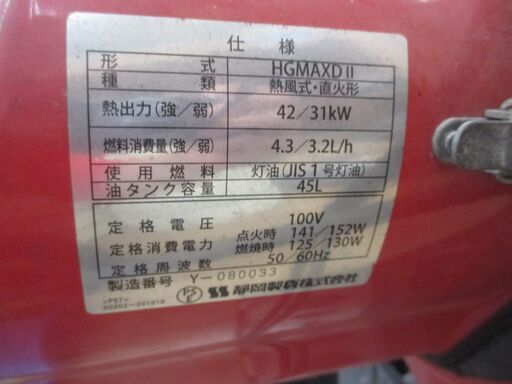 仕 様
形 式 HGMAXDⅡ
種 類 熱風式・直火形
熱出力（強／弱） 42／31kW
燃料消費量（強／弱） 4.3／3.2L/h
使用燃料 灯油（JIS１号灯油）
油タンク容量 45L
定格電圧 100V
定格消費電力 点火時 141／152W
燃焼時 125／130W
定格周波数 50／60Hz
製造番号 Y-080033
>PET<
PSE 静岡製機株式会社